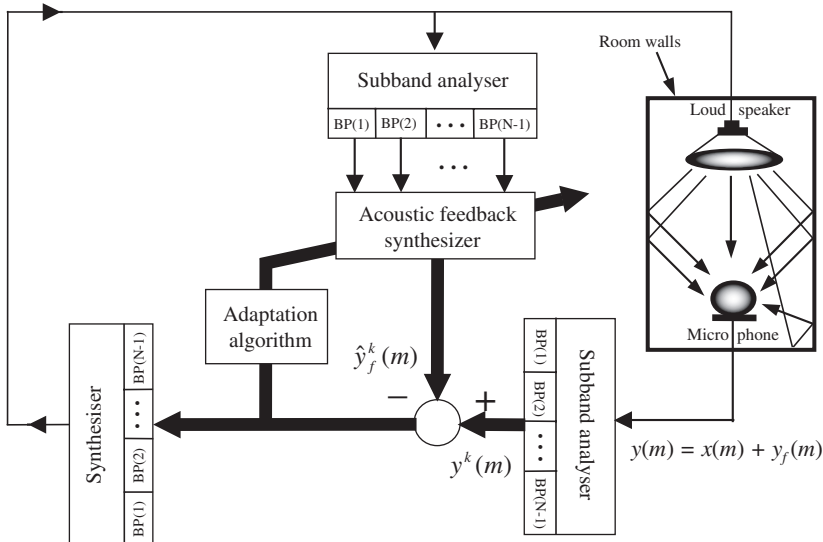 Room walls
Subband analyser
BP(1) BP(2) ... BP(N-1)
...
Loud speaker
Acoustic feedback
synthesizer
Adaptation
algorithm
Micro phone
ŷ_f^k(m)
− +
y^k(m)
BP(1) BP(2) ... BP(N-1)
Subband analyser
y(m) = x(m) + y_f(m)
Synthesiser
BP(N-1) ... BP(2) BP(1)